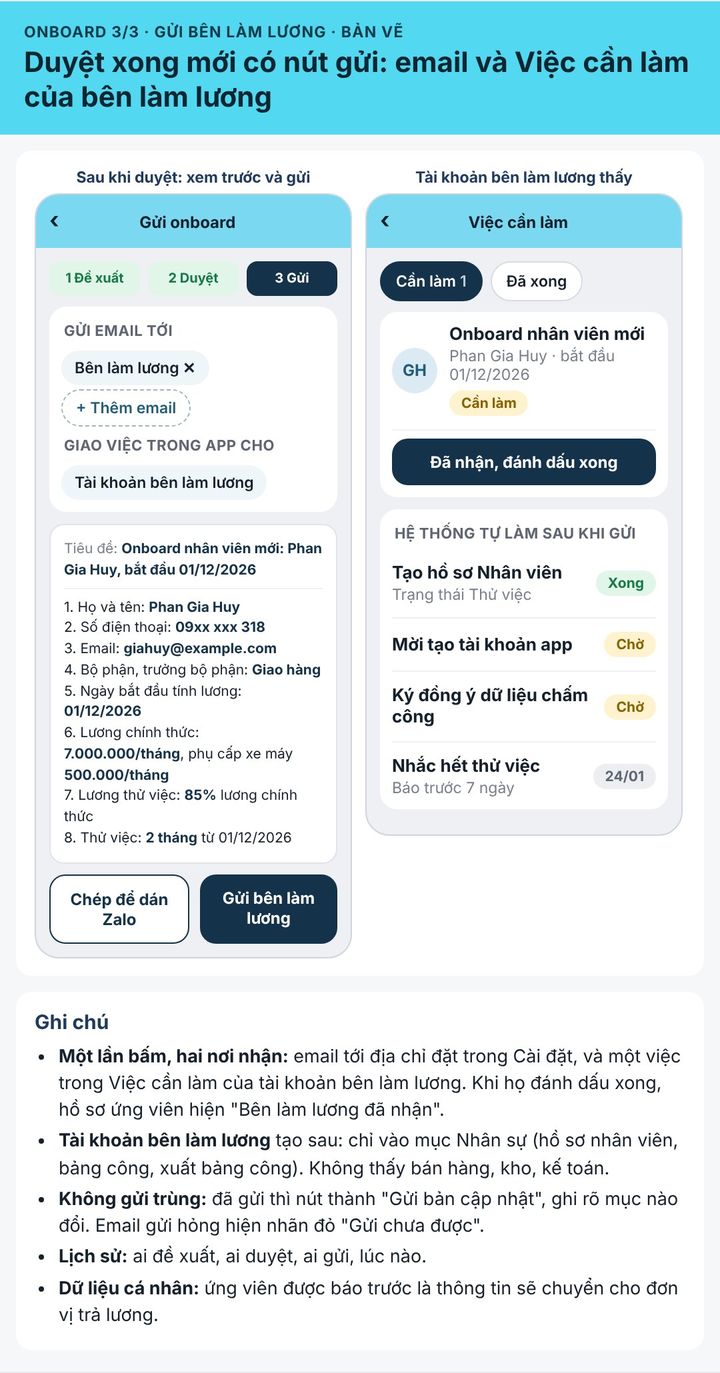 ONBOARD 3/3 · GỬI BÊN LÀM LƯƠNG · BẢN VẼ
Duyệt xong mới có nút gửi: email và Việc cần làm
của bên làm lương
Sau khi duyệt: xem trước và gửi
‹ Gửi onboard
1 Đề xuất 2 Duyệt 3 Gửi
GỬI EMAIL TỚI
Bên làm lương ✕
+ Thêm email
GIAO VIỆC TRONG APP CHO
Tài khoản bên làm lương
Tiêu đề: Onboard nhân viên mới: Phan
Gia Huy, bắt đầu 01/12/2026
1. Họ và tên: Phan Gia Huy
2. Số điện thoại: 09xx xxx 318
3. Email: giahuy@example.com
4. Bộ phận, trưởng bộ phận: Giao hàng
5. Ngày bắt đầu tính lương:
01/12/2026
6. Lương chính thức:
7.000.000/tháng, phụ cấp xe máy
500.000/tháng
7. Lương thử việc: 85% lương chính
thức
8. Thử việc: 2 tháng từ 01/12/2026
Chép để dán
Zalo
Gửi bên làm
lương
Tài khoản bên làm lương thấy
‹ Việc cần làm
Cần làm 1 Đã xong
GH
Onboard nhân viên mới
Phan Gia Huy · bắt đầu
01/12/2026
Cần làm
Đã nhận, đánh dấu xong
HỆ THỐNG TỰ LÀM SAU KHI GỬI
Tạo hồ sơ Nhân viên
Trạng thái Thử việc
Xong
Mời tạo tài khoản app
Chờ
Ký đồng ý dữ liệu chấm
công
Chờ
Nhắc hết thử việc
Báo trước 7 ngày
24/01
Ghi chú
• Một lần bấm, hai nơi nhận: email tới địa chỉ đặt trong Cài đặt, và một việc
trong Việc cần làm của tài khoản bên làm lương. Khi họ đánh dấu xong,
hồ sơ ứng viên hiện "Bên làm lương đã nhận".
• Tài khoản bên làm lương tạo sau: chỉ vào mục Nhân sự (hồ sơ nhân viên,
bảng công, xuất bảng công). Không thấy bán hàng, kho, kế toán.
• Không gửi trùng: đã gửi thì nút thành "Gửi bản cập nhật", ghi rõ mục nào
đổi. Email gửi hỏng hiện nhãn đỏ "Gửi chưa được".
• Lịch sử: ai đề xuất, ai duyệt, ai gửi, lúc nào.
• Dữ liệu cá nhân: ứng viên được báo trước là thông tin sẽ chuyển cho đơn
vị trả lương.